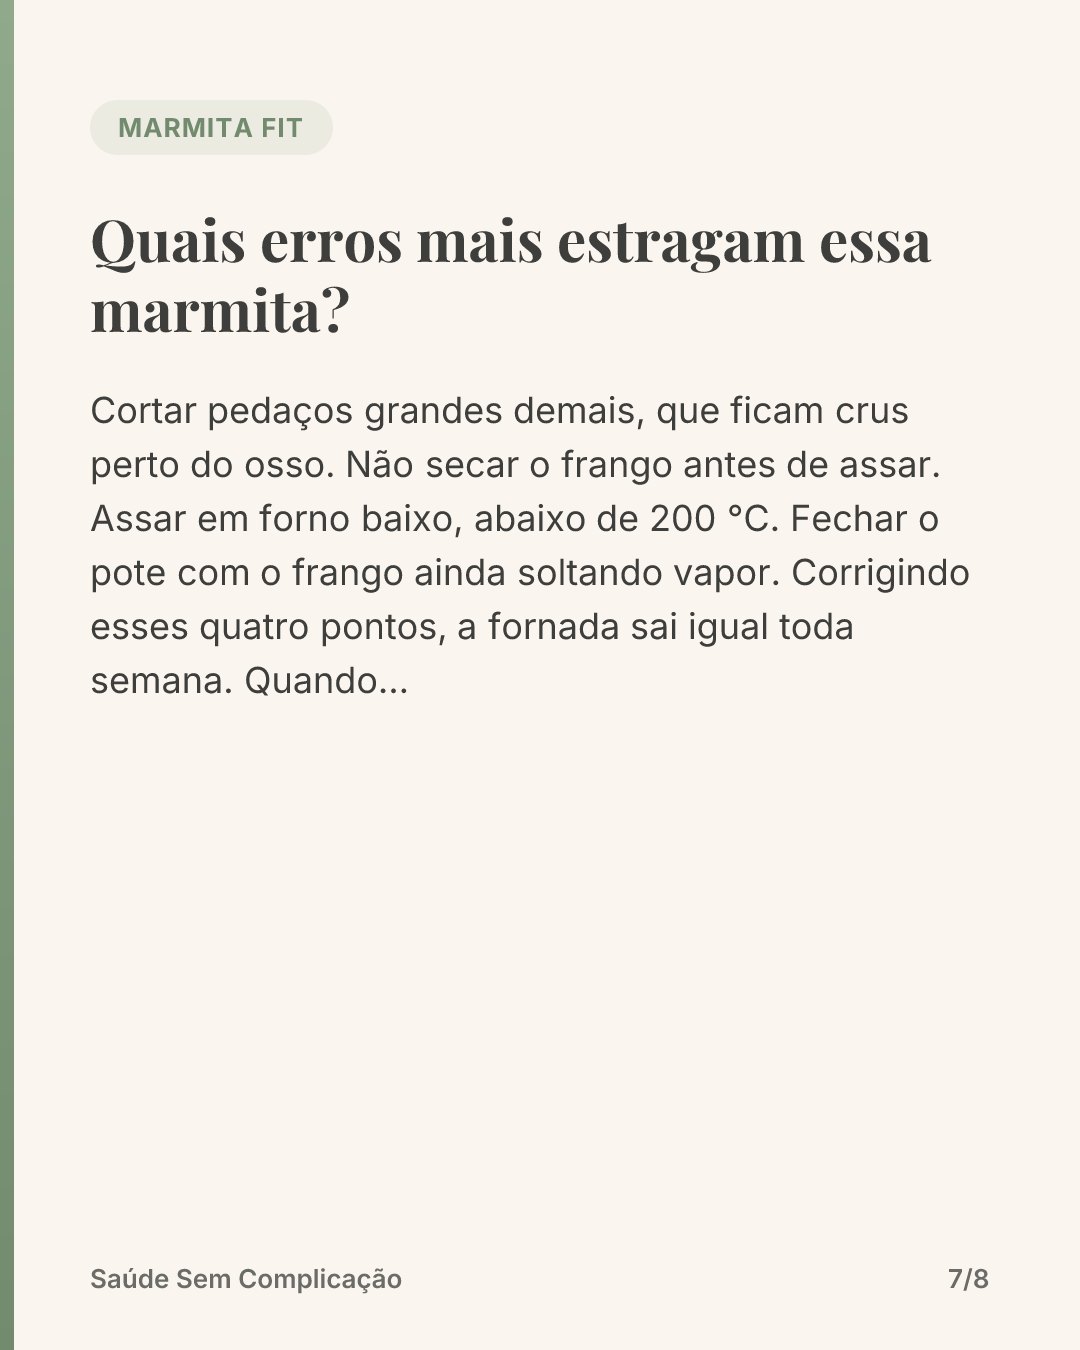 MARMITA FIT
Quais erros mais estragam essa
marmita?
Cortar pedaços grandes demais, que ficam crus
perto do osso. Não secar o frango antes de assar.
Assar em forno baixo, abaixo de 200 °C. Fechar o
pote com o frango ainda soltando vapor. Corrigindo
esses quatro pontos, a fornada sai igual toda
semana. Quando...
Saúde Sem Complicação
7/8